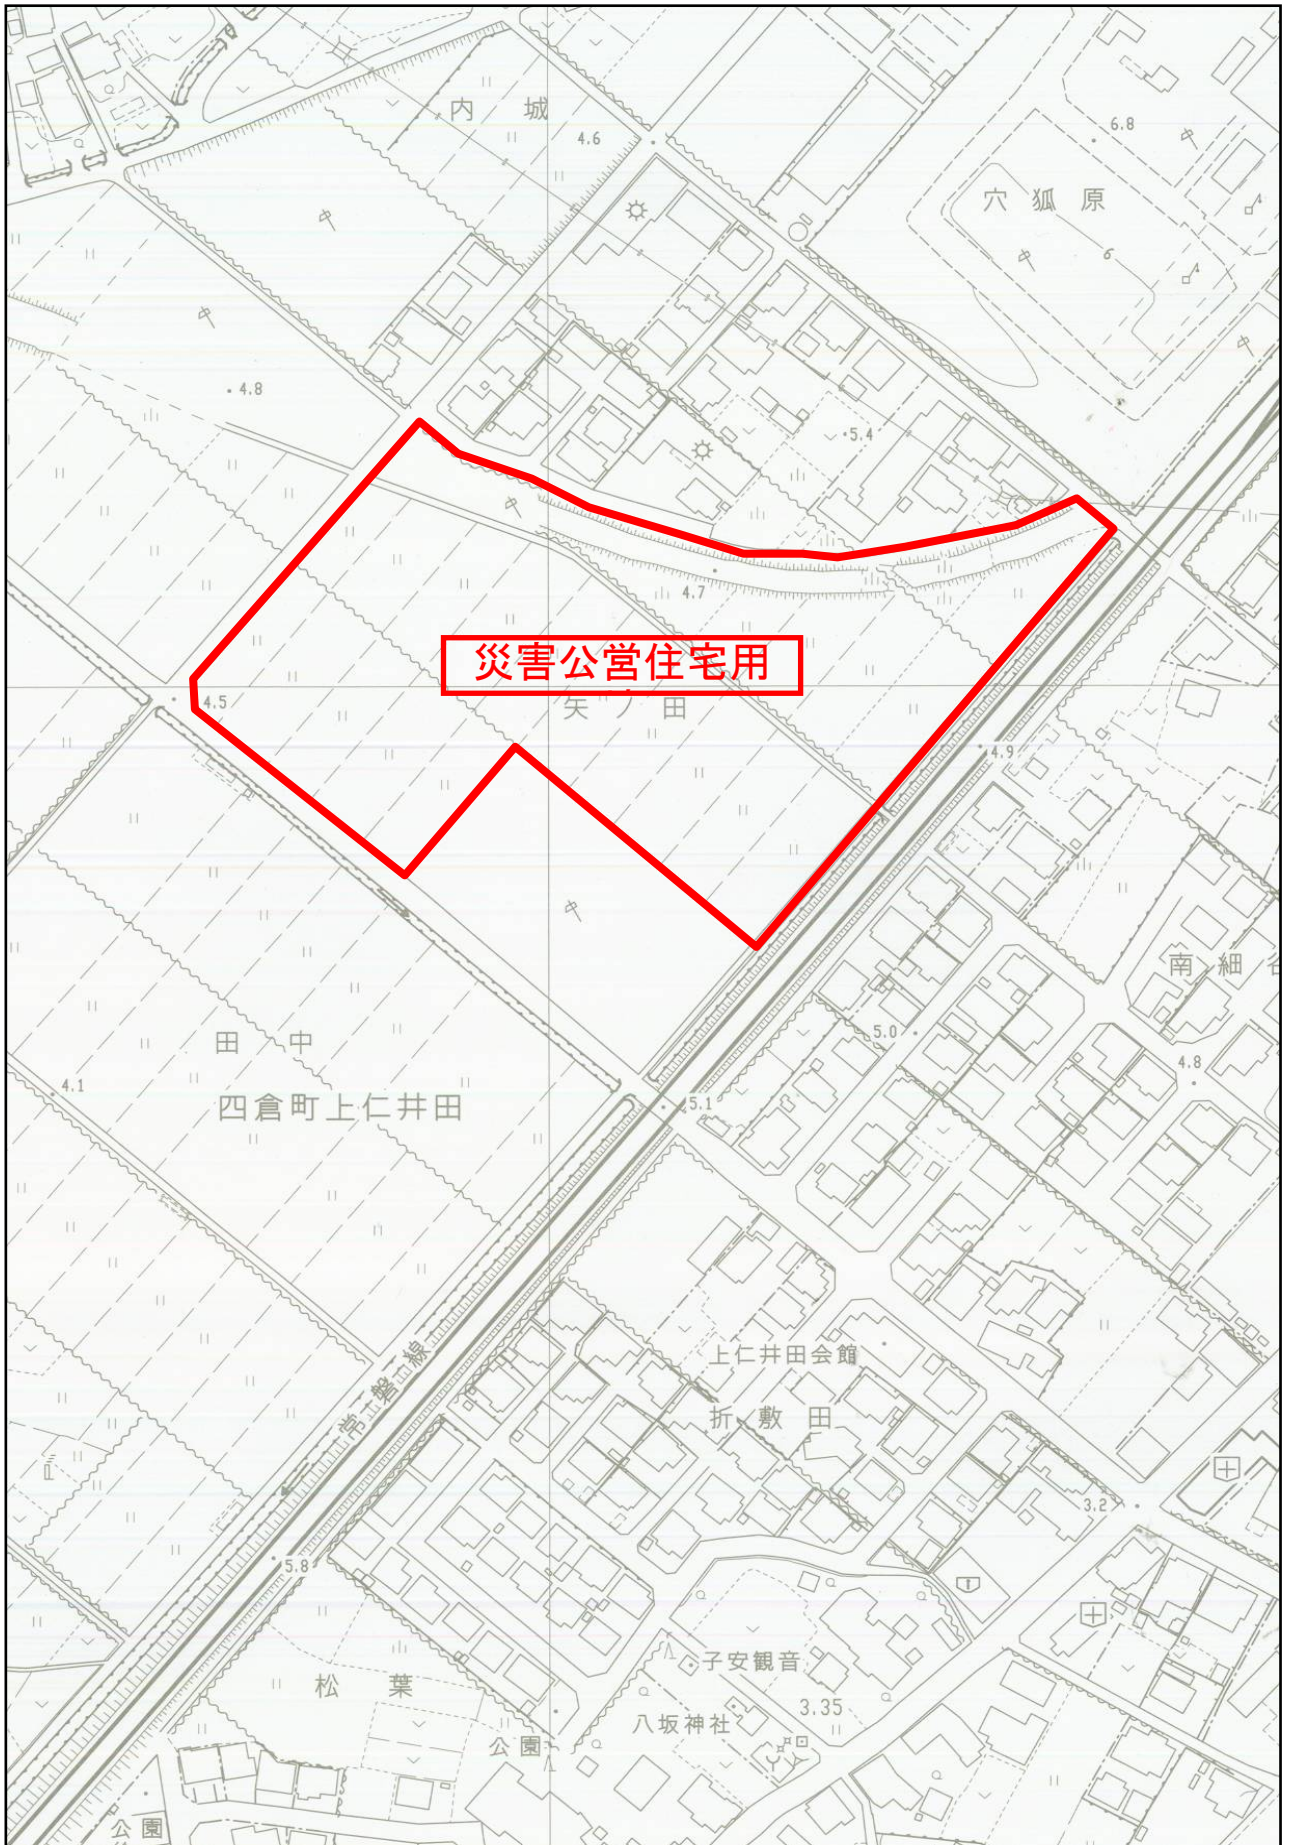 内城
4.6
6.8
穴狐原
6
4.8
5.4
4.7
災害公営住宅用
4.5
矢ノ田
4.9
南細谷
5.0
田中
4.8
4.1
四倉町上仁井田
5.1
常磐線
上仁井田会館
折敷田
3.2
5.8
子安観音
松葉
3.35
八坂神社
公園
公園